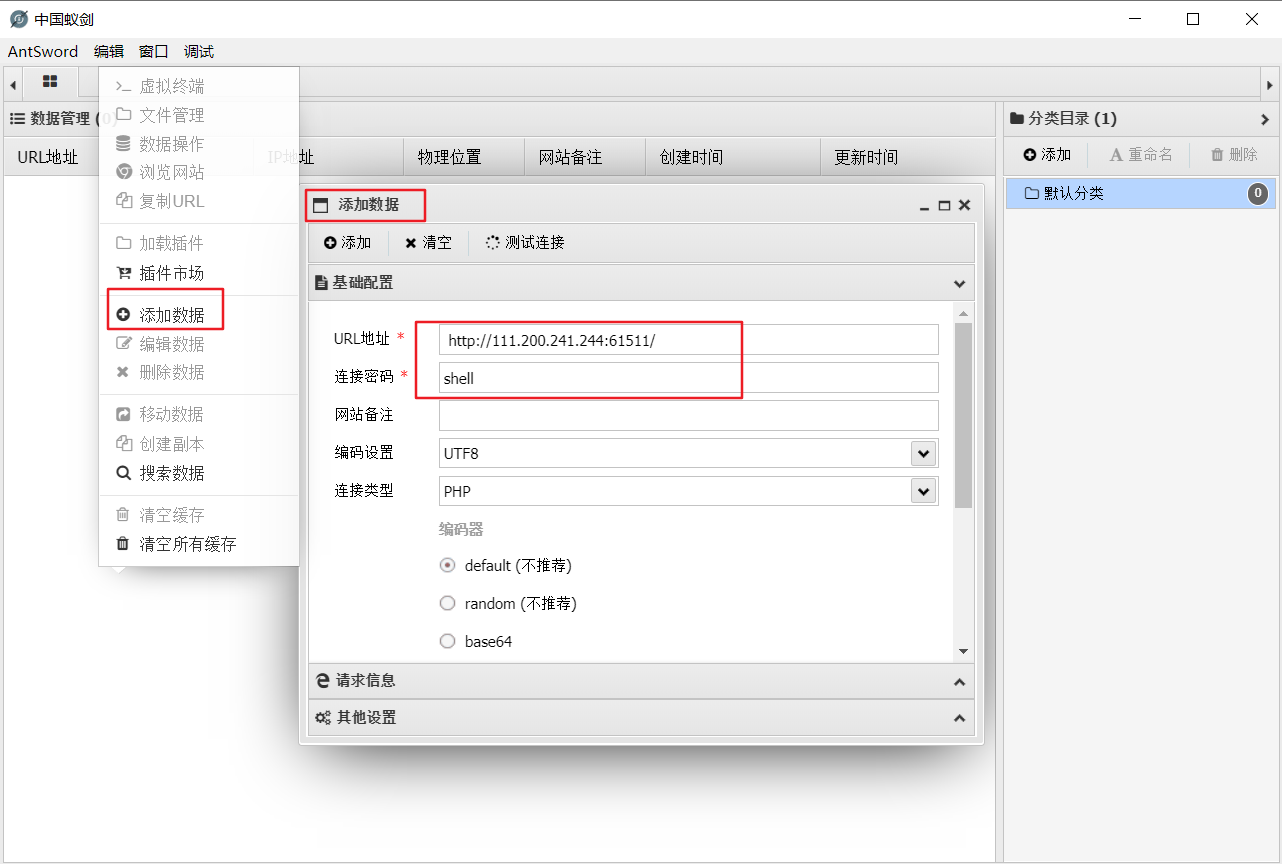 中国蚁剑
AntSword 编辑 窗口 调试
虚拟终端
文件管理
数据操作
浏览网站
复制URL
加载插件
插件市场
添加数据
编辑数据
删除数据
移动数据
创建副本
搜索数据
清空缓存
清空所有缓存
数据管理 (0)
URL地址 IP地址 物理位置 网站备注 创建时间 更新时间
添加数据
添加 清空 测试连接
基础配置
URL地址 * http://111.200.241.244:61511/
连接密码 * shell
网站备注
编码设置 UTF8
连接类型 PHP
编码器
default (不推荐)
random (不推荐)
base64
请求信息
其他设置
分类目录 (1)
添加 重命名 删除
默认分类 0